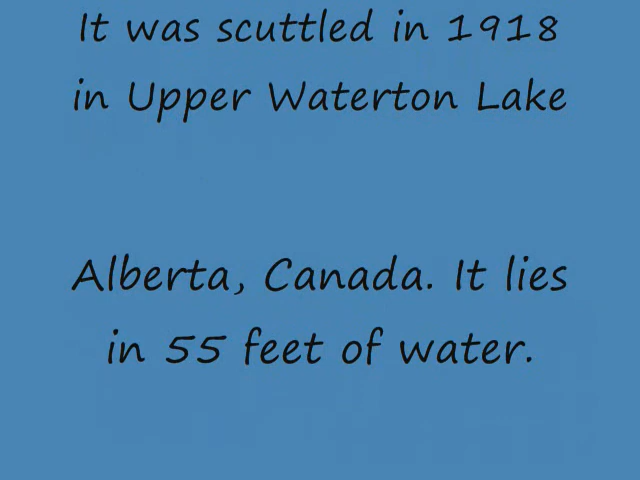 It was scuttled in 1918
in Upper Waterton Lake
Alberta, Canada. It lies
in 55 feet of water.